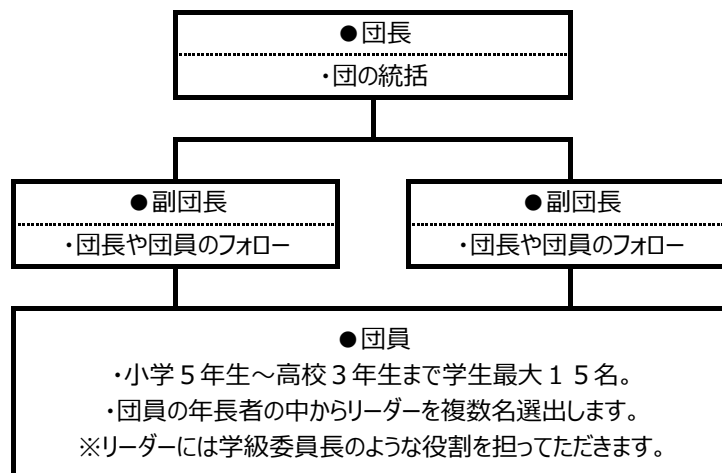 ●団長
・団の統括
●副団長
・団長や団員のフォロー
●副団長
・団長や団員のフォロー
●団員
・小学５年生～高校３年生まで学生最大１５名。
・団員の年長者の中からリーダーを複数名選出します。
※リーダーには学級委員長のような役割を担ってただきます。